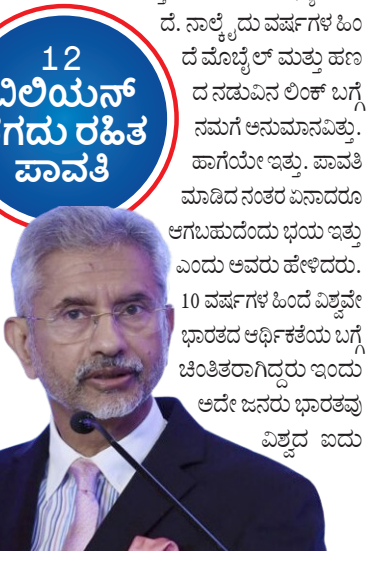 12
ಬಿಲಿಯನ್
ನಗದು ರಹಿತ
ಪಾವತಿ
ದೆ. ನಾಲ್ಕೈದು ವರ್ಷಗಳ ಹಿಂ
ದೆ ಮೊಬೈಲ್ ಮತ್ತು ಹಣ
ದ ನಡುವಿನ ಲಿಂಕ್ ಬಗ್ಗೆ
ನಮಗೆ ಅನುಮಾನವಿತ್ತು.
ಹಾಗೆಯೇ ಇತ್ತು. ಪಾವತಿ
ಮಾಡಿದ ನಂತರ ಏನಾದರೂ
ಆಗಬಹುದೆಂದು ಭಯ ಇತ್ತು
ಎಂದು ಅವರು ಹೇಳಿದರು.
10 ವರ್ಷಗಳ ಹಿಂದೆ ವಿಶ್ವವೇ
ಭಾರತದ ಆರ್ಥಿಕತೆಯ ಬಗ್ಗೆ
ಚಿಂತಿತರಾಗಿದ್ದರು ಇಂದು
ಅದೇ ಜನರು ಭಾರತವು
ವಿಶ್ವದ ಐದು